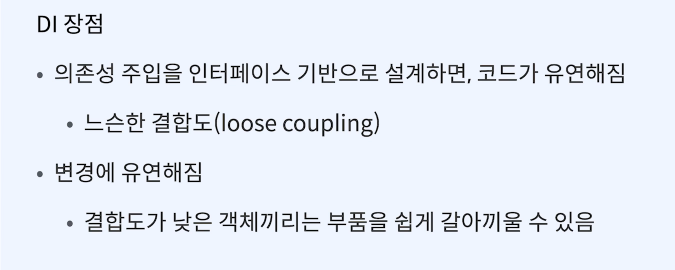 DI 장점
• 의존성 주입을 인터페이스 기반으로 설계하면, 코드가 유연해짐
• 느슨한 결합도(loose coupling)
• 변경에 유연해짐
• 결합도가 낮은 객체끼리는 부품을 쉽게 갈아끼울 수 있음